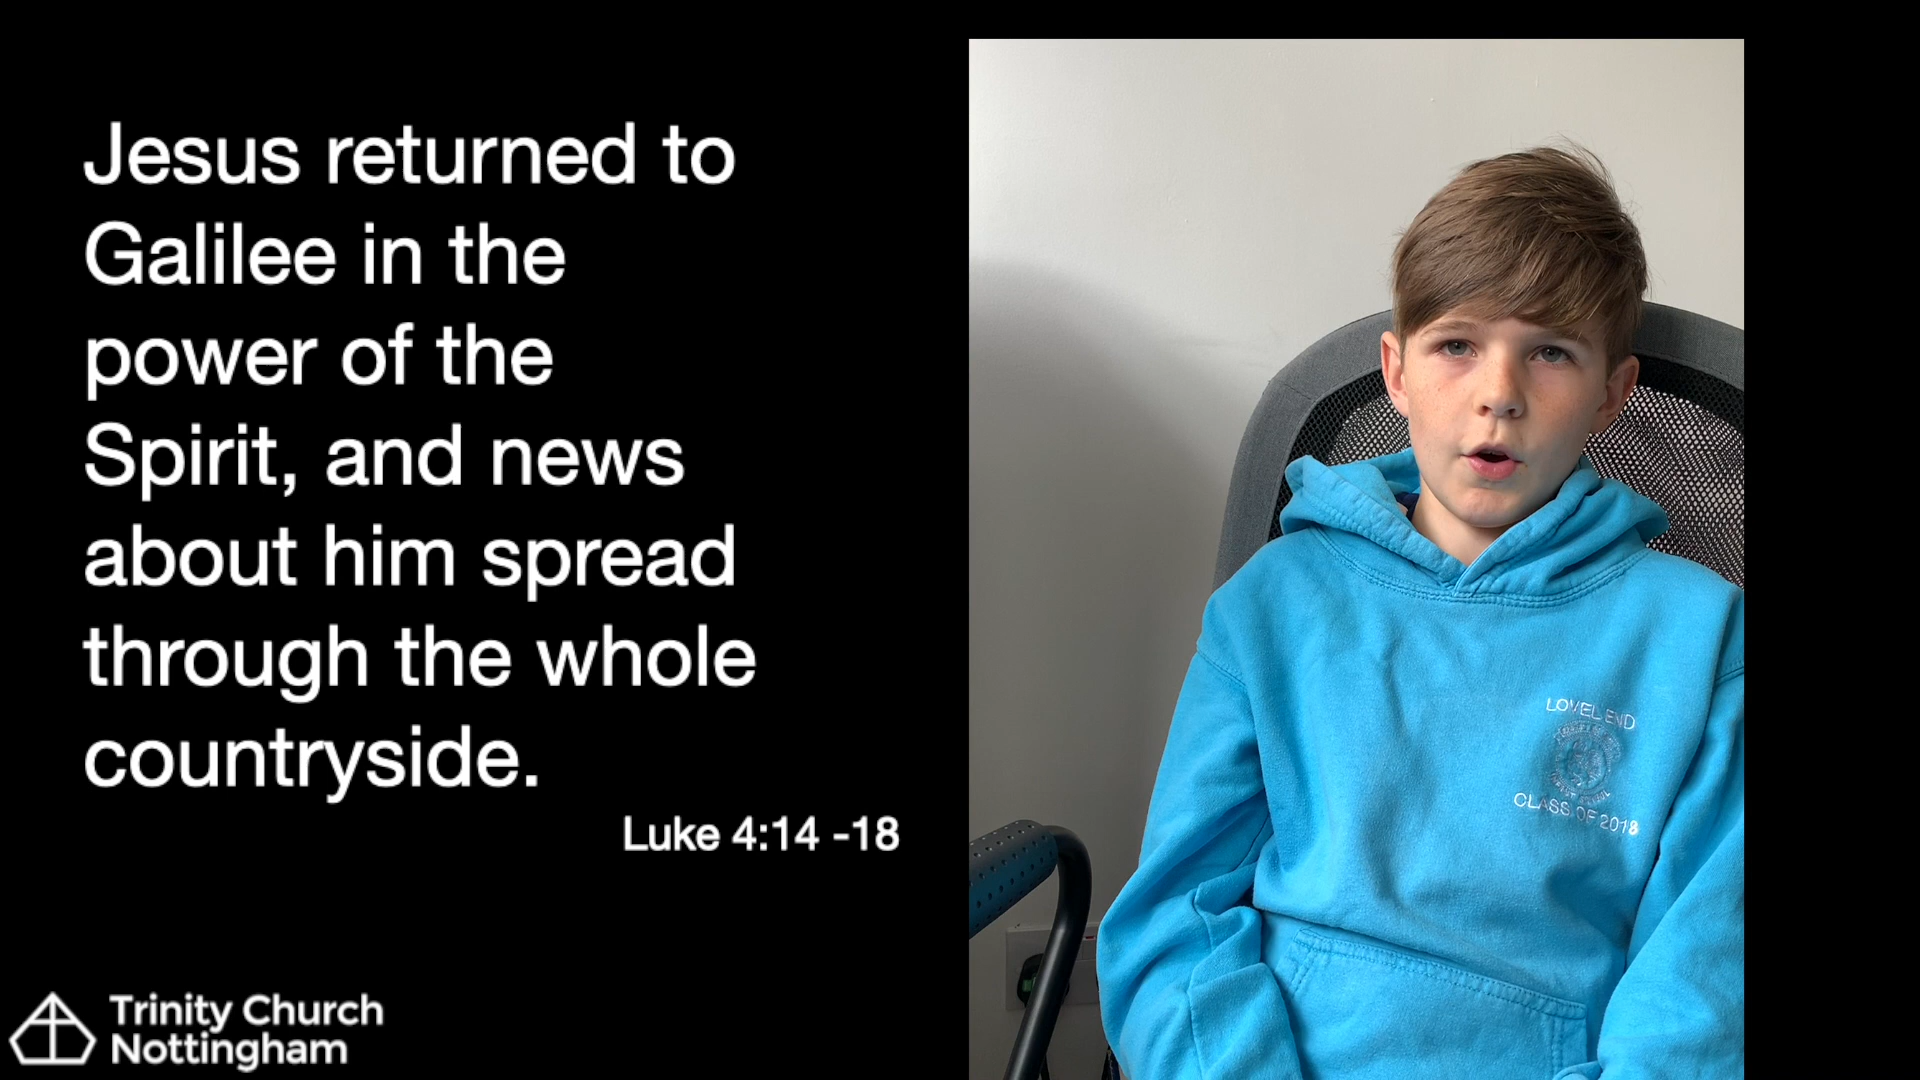 Jesus returned to
Galilee in the
power of the
Spirit, and news
about him spread
through the whole
countryside.
Luke 4:14 -18
Trinity Church
Nottingham
LOVEL END
CLASS OF 2018